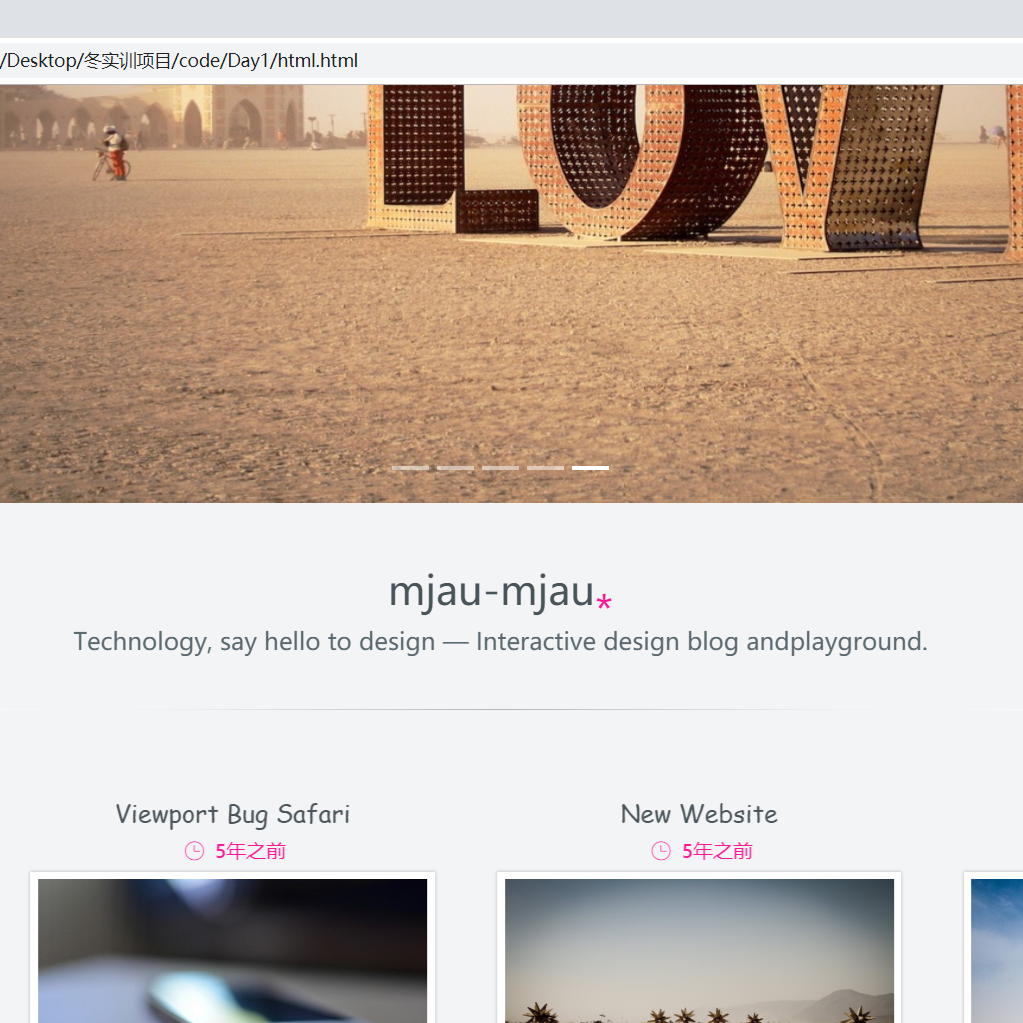 /Desktop/冬实训项目/code/Day1/html.html
LOV
mjau-mjau*
Technology, say hello to design — Interactive design blog andplayground.
Viewport Bug Safari
New Website
5年之前
5年之前